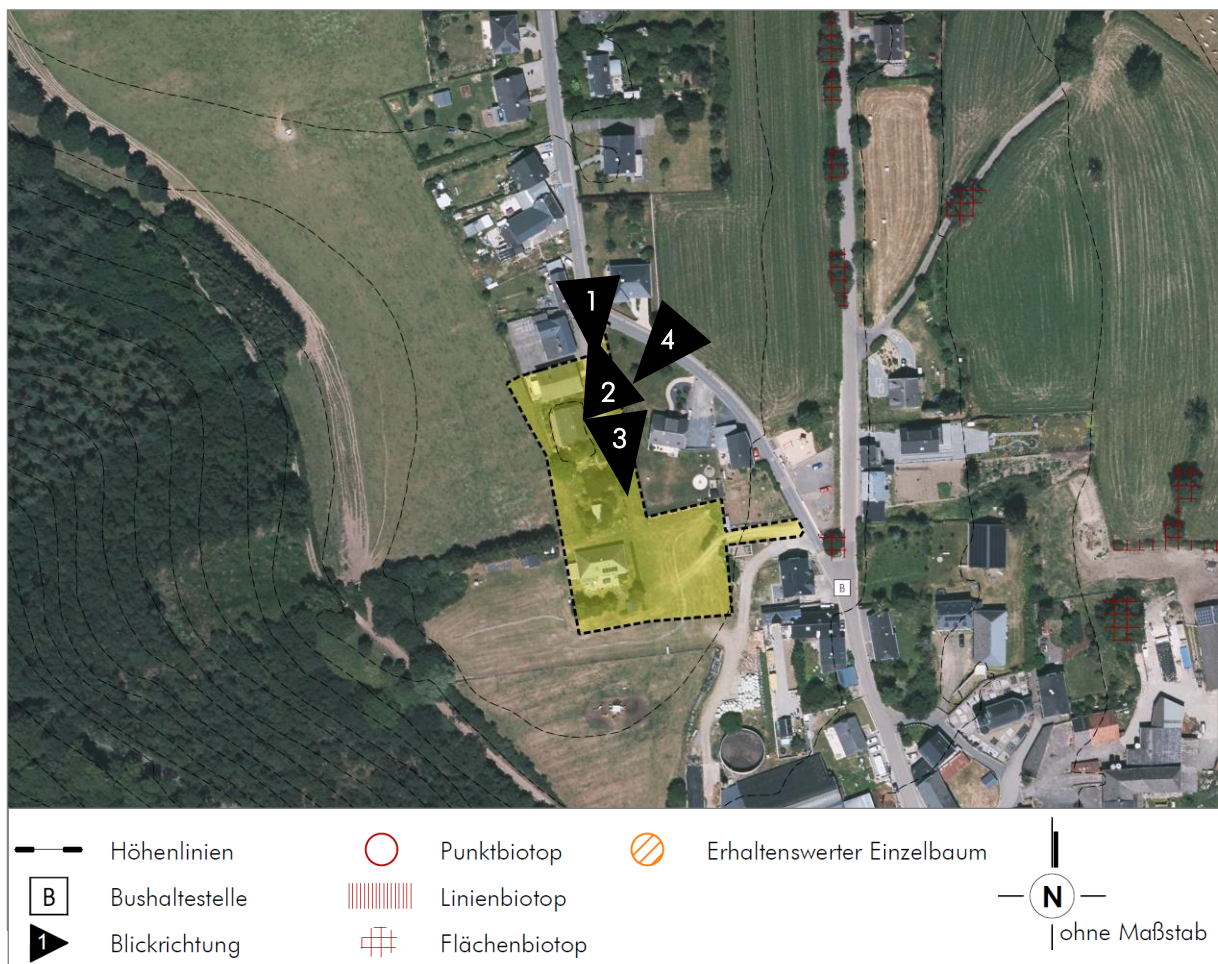 1
4
2
3
B
Höhenlinien
Punktbiotop
Erhaltenswerter Einzelbaum
B
Bushaltestelle
Linienbiotop
N
1
Blickrichtung
Flächenbiotop
ohne Maßstab